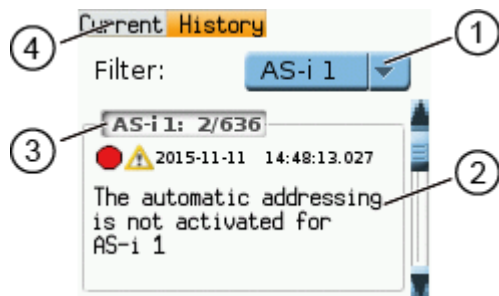 Current History
4
1
Filter: AS-i 1
AS-i 1: 2/636
3
2015-11-11 14:48:13.027
2
The automatic addressing
is not activated for
AS-i 1